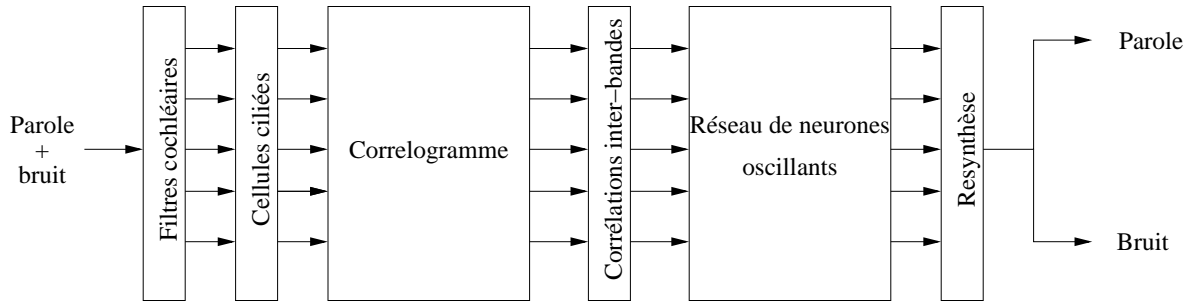 Parole
+
bruit
Filtres cochléaires
Cellules ciliées
Correlogramme
Corrélations inter-bandes
Réseau de neurones
oscillants
Resynthèse
Parole
Bruit